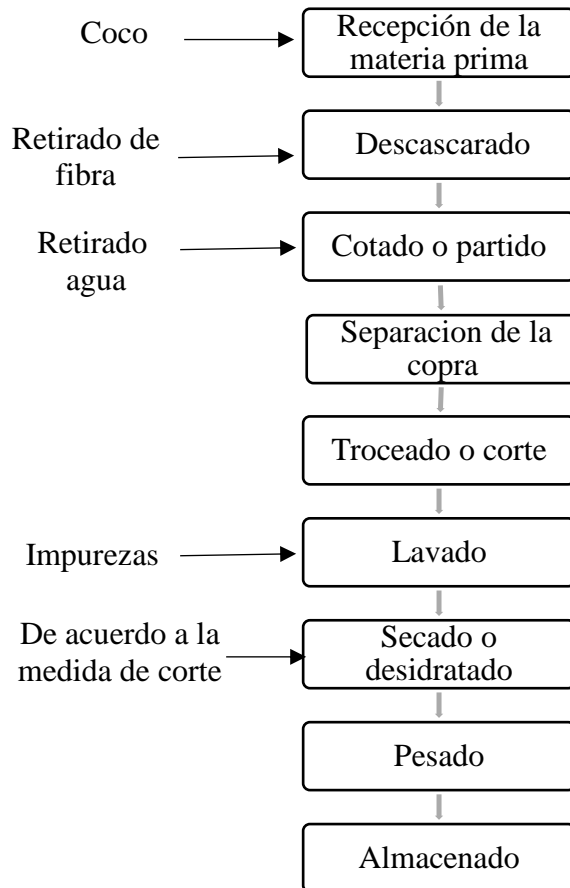 Coco
Recepción de la
materia prima
Retirado de
fibra
Descascarado
Retirado
agua
Cotado o partido
Separacion de la
copra
Troceado o corte
Impurezas
Lavado
De acuerdo a la
medida de corte
Secado o
desidratado
Pesado
Almacenado